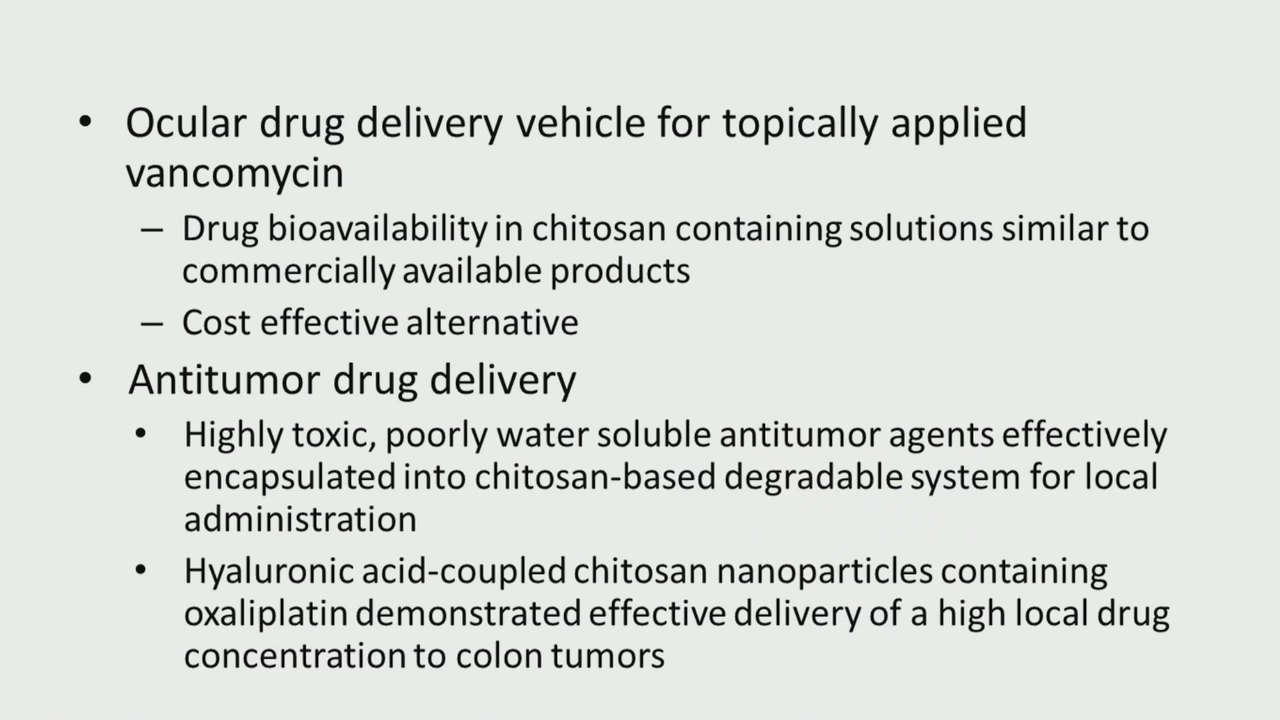 • Ocular drug delivery vehicle for topically applied
vancomycin
– Drug bioavailability in chitosan containing solutions similar to
commercially available products
– Cost effective alternative
• Antitumor drug delivery
• Highly toxic, poorly water soluble antitumor agents effectively
encapsulated into chitosan-based degradable system for local
administration
• Hyaluronic acid-coupled chitosan nanoparticles containing
oxaliplatin demonstrated effective delivery of a high local drug
concentration to colon tumors